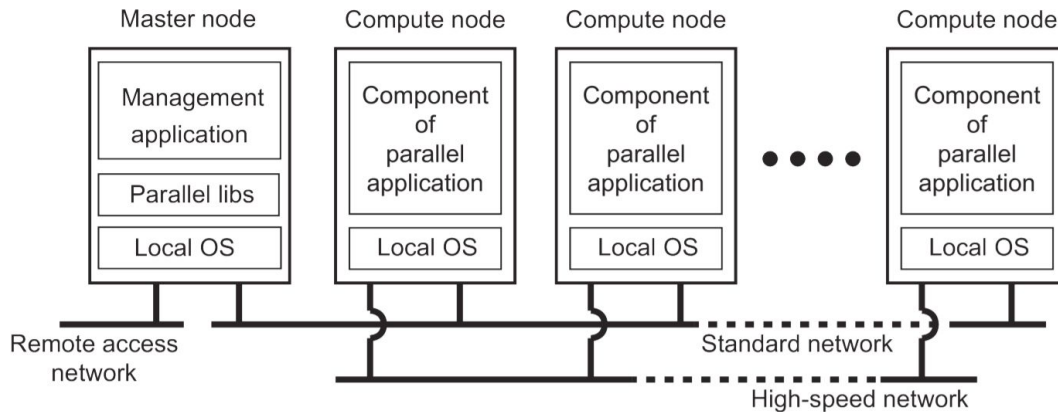 Master node
Compute node
Compute node
Compute node
Management
application
Parallel libs
Local OS
Component
of
parallel
application
Local OS
Component
of
parallel
application
Local OS
Component
of
parallel
application
Local OS
Remote access
network
Standard network
High-speed network